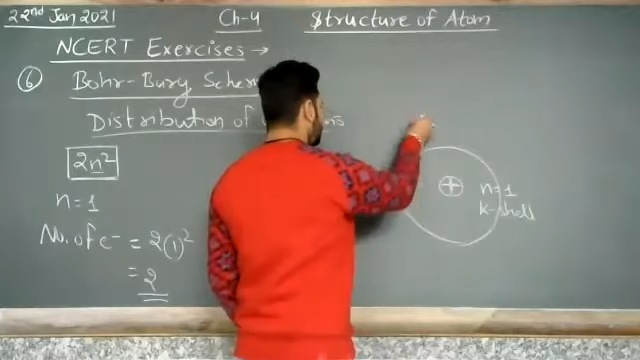 22nd Jan 2021
Ch-4
Structure of Atom
NCERT Exercises →
6
Bohr-Bury
Distribution of
2n²
n=1
No. of e⁻ = 2(1)²
= 2
+
n=1
K-shell